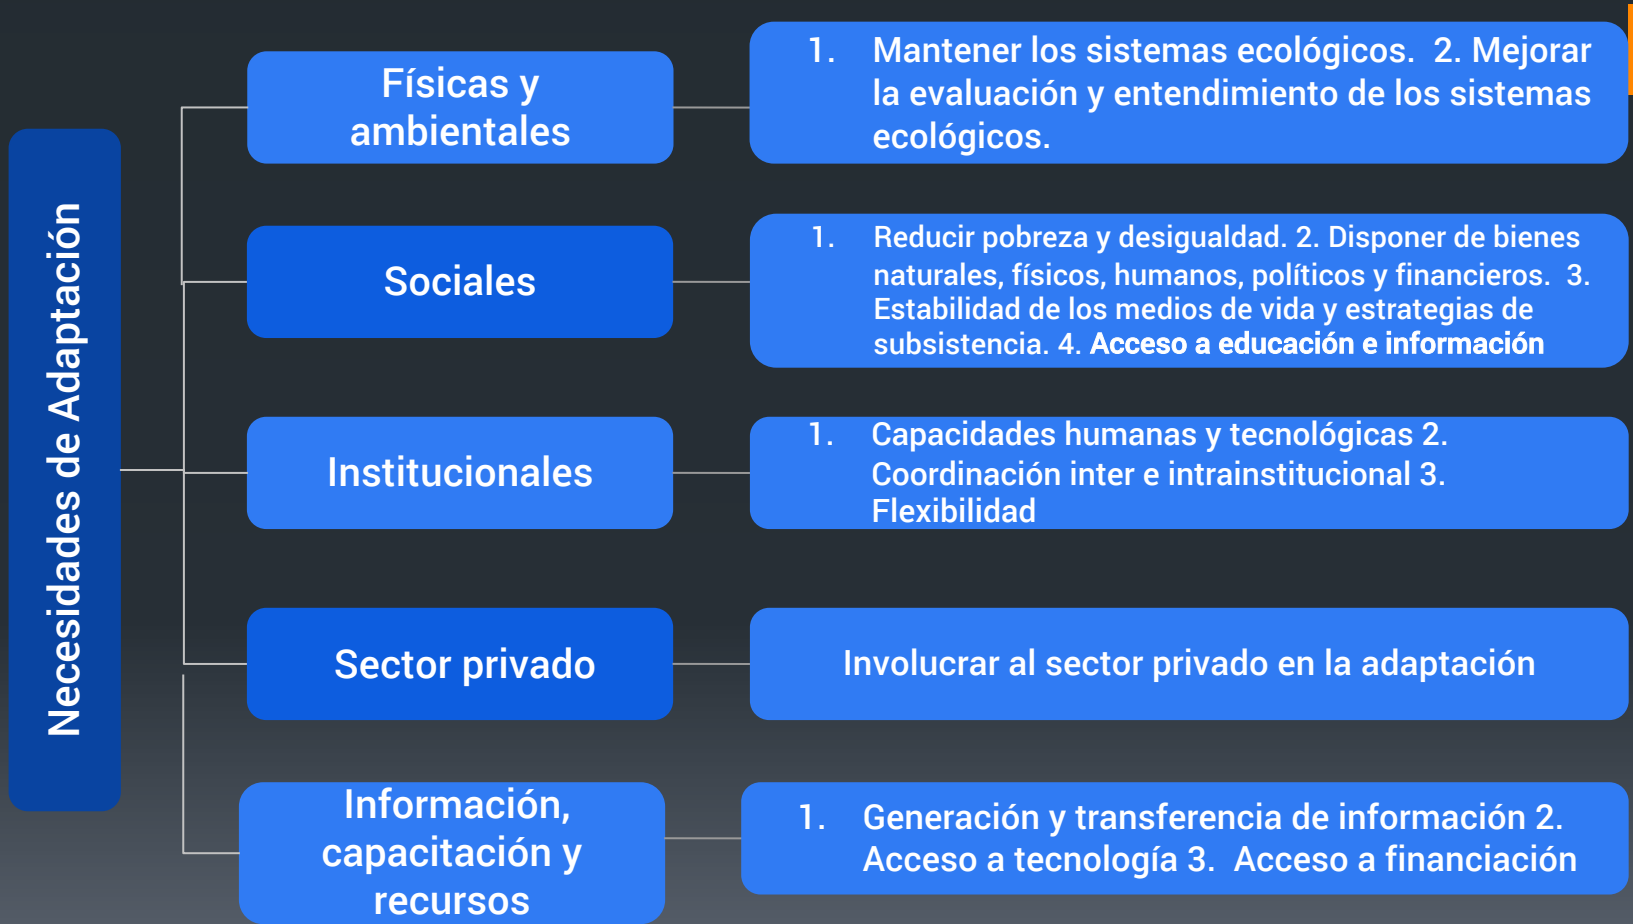 Necesidades de Adaptación
Físicas y
ambientales
1. Mantener los sistemas ecológicos. 2. Mejorar
la evaluación y entendimiento de los sistemas
ecológicos.
Sociales
1. Reducir pobreza y desigualdad. 2. Disponer de bienes
naturales, físicos, humanos, políticos y financieros. 3.
Estabilidad de los medios de vida y estrategias de
subsistencia. 4. Acceso a educación e información
Institucionales
1. Capacidades humanas y tecnológicas 2.
Coordinación inter e intrainstitucional 3.
Flexibilidad
Sector privado
Involucrar al sector privado en la adaptación
Información,
capacitación y
recursos
1. Generación y transferencia de información 2.
Acceso a tecnología 3. Acceso a financiación